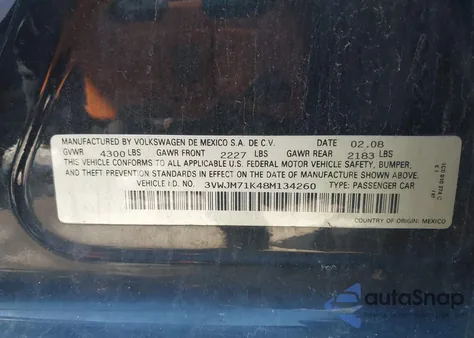 MANUFACTURED BY VOLKSWAGEN DE MEXICO S.A. DE C.V. 02.08
GVWR 4300 LBS GAWR FRONT 2227 LBS GAWR REAR 2183 LBS
THIS VEHICLE CONFORMS TO ALL APPLICABLE U.S. FEDERAL MOTOR VEHICLE SAFETY, BUMPER,
AND THEFT PREVENTION STANDARDS IN EFFECT ON THE DATE OF MANUFACTURE SHOWN ABOVE.
VEHICLE I.D. NO. 3VWJM71K48M134260 TYPE: PASSENGER CAR
COUNTRY OF ORIGIN: MEXICO
autoSnap